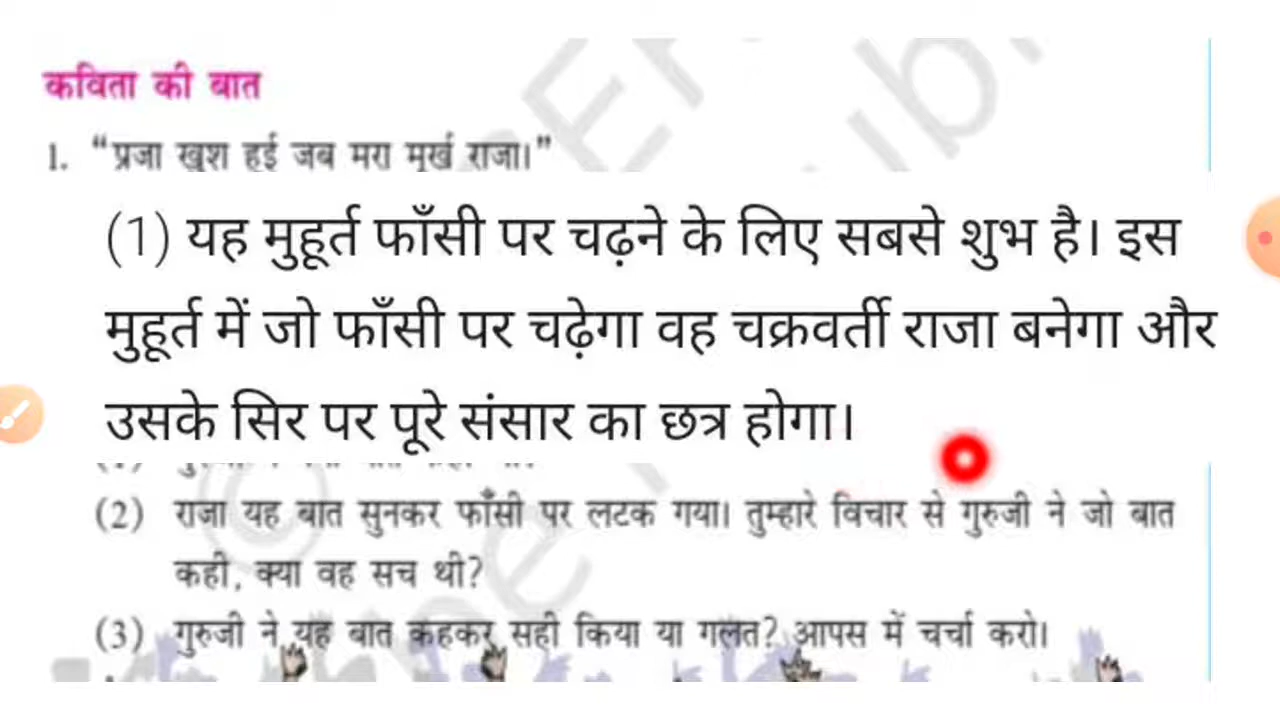 कविता की बात
1. “प्रजा खुश हुई जब मरा मूर्ख राजा।”
(1) यह मुहूर्त फाँसी पर चढ़ने के लिए सबसे शुभ है। इस
मुहूर्त में जो फाँसी पर चढ़ेगा वह चक्रवर्ती राजा बनेगा और
उसके सिर पर पूरे संसार का छत्र होगा।
(2) राजा यह बात सुनकर फाँसी पर लटक गया। तुम्हारे विचार से गुरुजी ने जो बात
कही, क्या वह सच थी?
(3) गुरुजी ने यह बात कहकर सही किया या गलत? आपस में चर्चा करो।